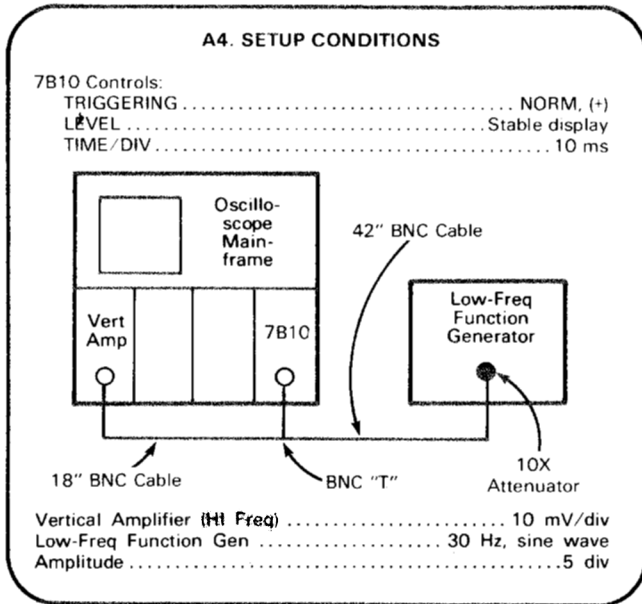 A4. SETUP CONDITIONS
7B10 Controls:
TRIGGERING ........................................ NORM, (+)
LEVEL .......................................... Stable display
TIME/DIV .............................................. 10 ms
Oscillo-
scope
Main-
frame
42" BNC Cable
Vert
Amp
7B10
Low-Freq
Function
Generator
18" BNC Cable
BNC "T"
10X
Attenuator
Vertical Amplifier (HI Freq) ........................ 10 mV/div
Low-Freq Function Gen ..................... 30 Hz, sine wave
Amplitude .................................................. 5 div